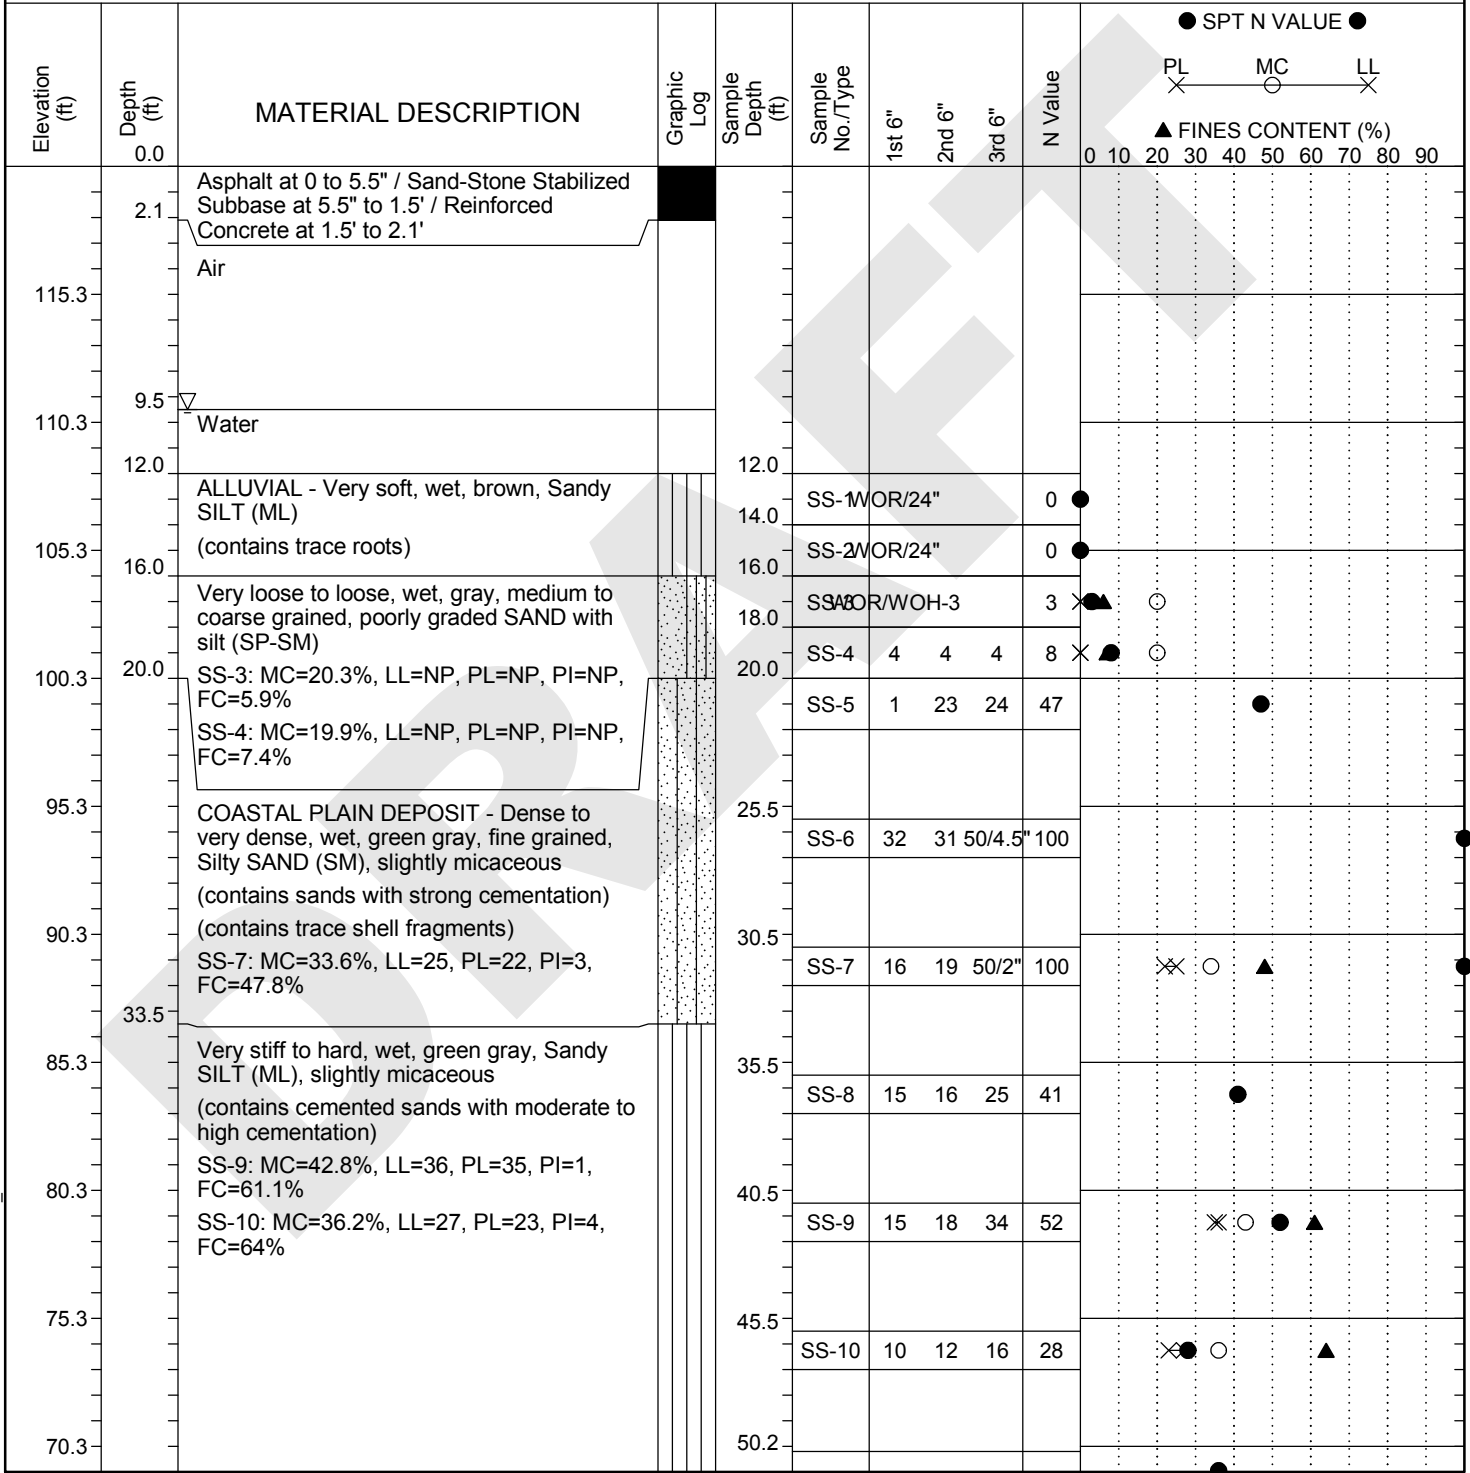 ● SPT N VALUE ●
PL MC LL
▲ FINES CONTENT (%)
0 10 20 30 40 50 60 70 80 90
Elevation (ft)
Depth (ft)
0.0
MATERIAL DESCRIPTION
Graphic Log
Sample Depth (ft)
Sample No./Type
1st 6"
2nd 6"
3rd 6"
N Value
Asphalt at 0 to 5.5" / Sand-Stone Stabilized
2.1 Subbase at 5.5" to 1.5' / Reinforced
Concrete at 1.5' to 2.1'
Air
115.3
9.5
110.3 Water
12.0 12.0
ALLUVIAL - Very soft, wet, brown, Sandy
SILT (ML)
SS-1 WOR/24" 0
14.0
105.3 (contains trace roots) SS-2 WOR/24" 0
16.0 16.0
Very loose to loose, wet, gray, medium to
coarse grained, poorly graded SAND with
silt (SP-SM)
SS-3 WOR/WOH-3 3
18.0
SS-4 4 4 4 8
20.0 20.0
100.3 SS-3: MC=20.3%, LL=NP, PL=NP, PI=NP,
FC=5.9%
SS-5 1 23 24 47
SS-4: MC=19.9%, LL=NP, PL=NP, PI=NP,
FC=7.4%
95.3 25.5
COASTAL PLAIN DEPOSIT - Dense to
very dense, wet, green gray, fine grained,
Silty SAND (SM), slightly micaceous
SS-6 32 31 50/4.5" 100
(contains sands with strong cementation)
(contains trace shell fragments)
90.3 30.5
SS-7: MC=33.6%, LL=25, PL=22, PI=3,
FC=47.8%
SS-7 16 19 50/2" 100
33.5
Very stiff to hard, wet, green gray, Sandy
SILT (ML), slightly micaceous
85.3 35.5
(contains cemented sands with moderate to
high cementation)
SS-8 15 16 25 41
SS-9: MC=42.8%, LL=36, PL=35, PI=1,
FC=61.1%
80.3 40.5
SS-10: MC=36.2%, LL=27, PL=23, PI=4,
FC=64%
SS-9 15 18 34 52
75.3 45.5
SS-10 10 12 16 28
70.3 50.2
DRAFT